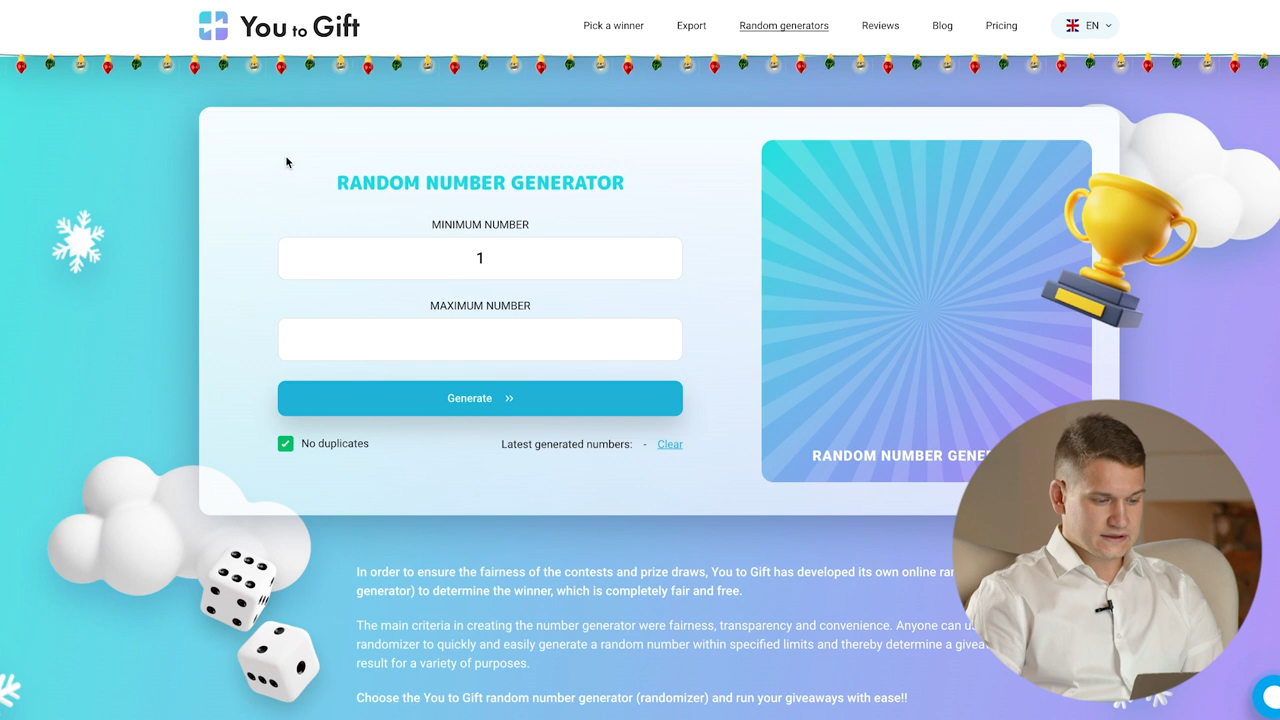 You to Gift
Pick a winner Export Random generators Reviews Blog Pricing EN
RANDOM NUMBER GENERATOR
MINIMUM NUMBER
1
MAXIMUM NUMBER
Generate
No duplicates Latest generated numbers: - Clear
RANDOM NUMBER
In order to ensure the fairness of the contests and prize draws, You to Gift has developed its own online
generator) to determine the winner, which is completely fair and free.
The main criteria in creating the number generator were fairness, transparency and convenience. Anyone can
randomizer to quickly and easily generate a random number within specified limits and thereby determine a
result for a variety of purposes.
Choose the You to Gift random number generator (randomizer) and run your giveaways with ease!!